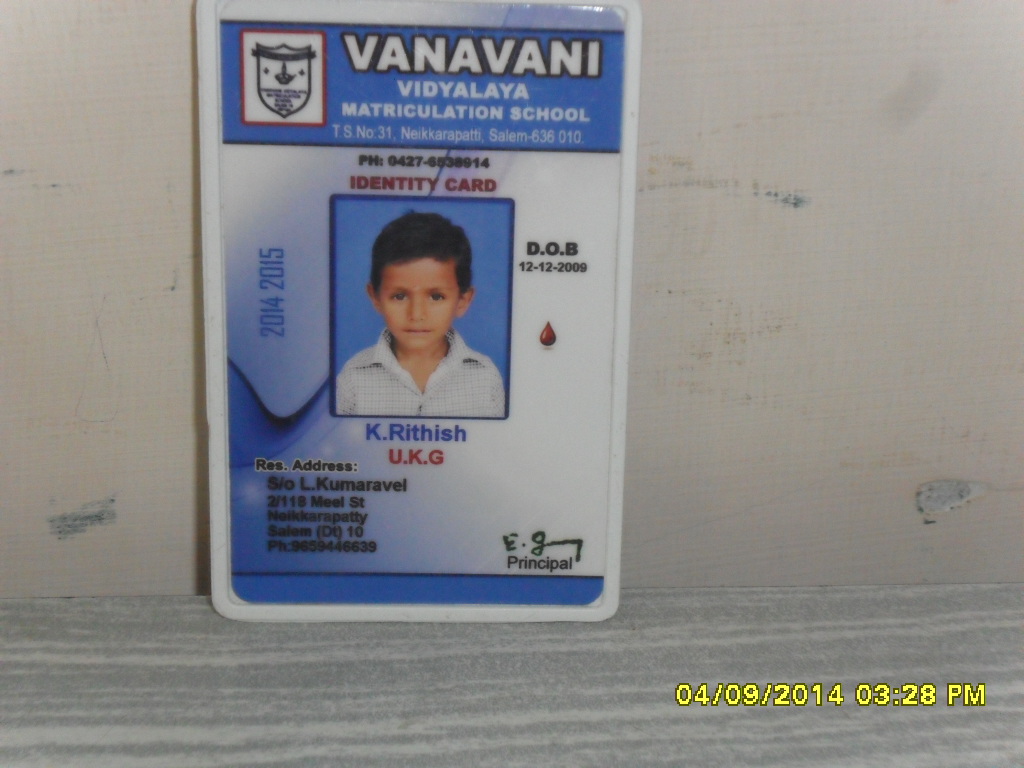 VANAVANI
VIDYALAYA
MATRICULATION SCHOOL
T.S.No:31, Neikkarapatti, Salem-636 010.
PH: 0427-6538914
IDENTITY CARD
2014 2015
D.O.B
12-12-2009
K.Rithish
U.K.G
Res. Address:
S/o L.Kumaravel
2/118 Meel St
Neikkarapatty
Salem (Dt) 10
Ph:9659446639
Principal
04/09/2014 03:28 PM